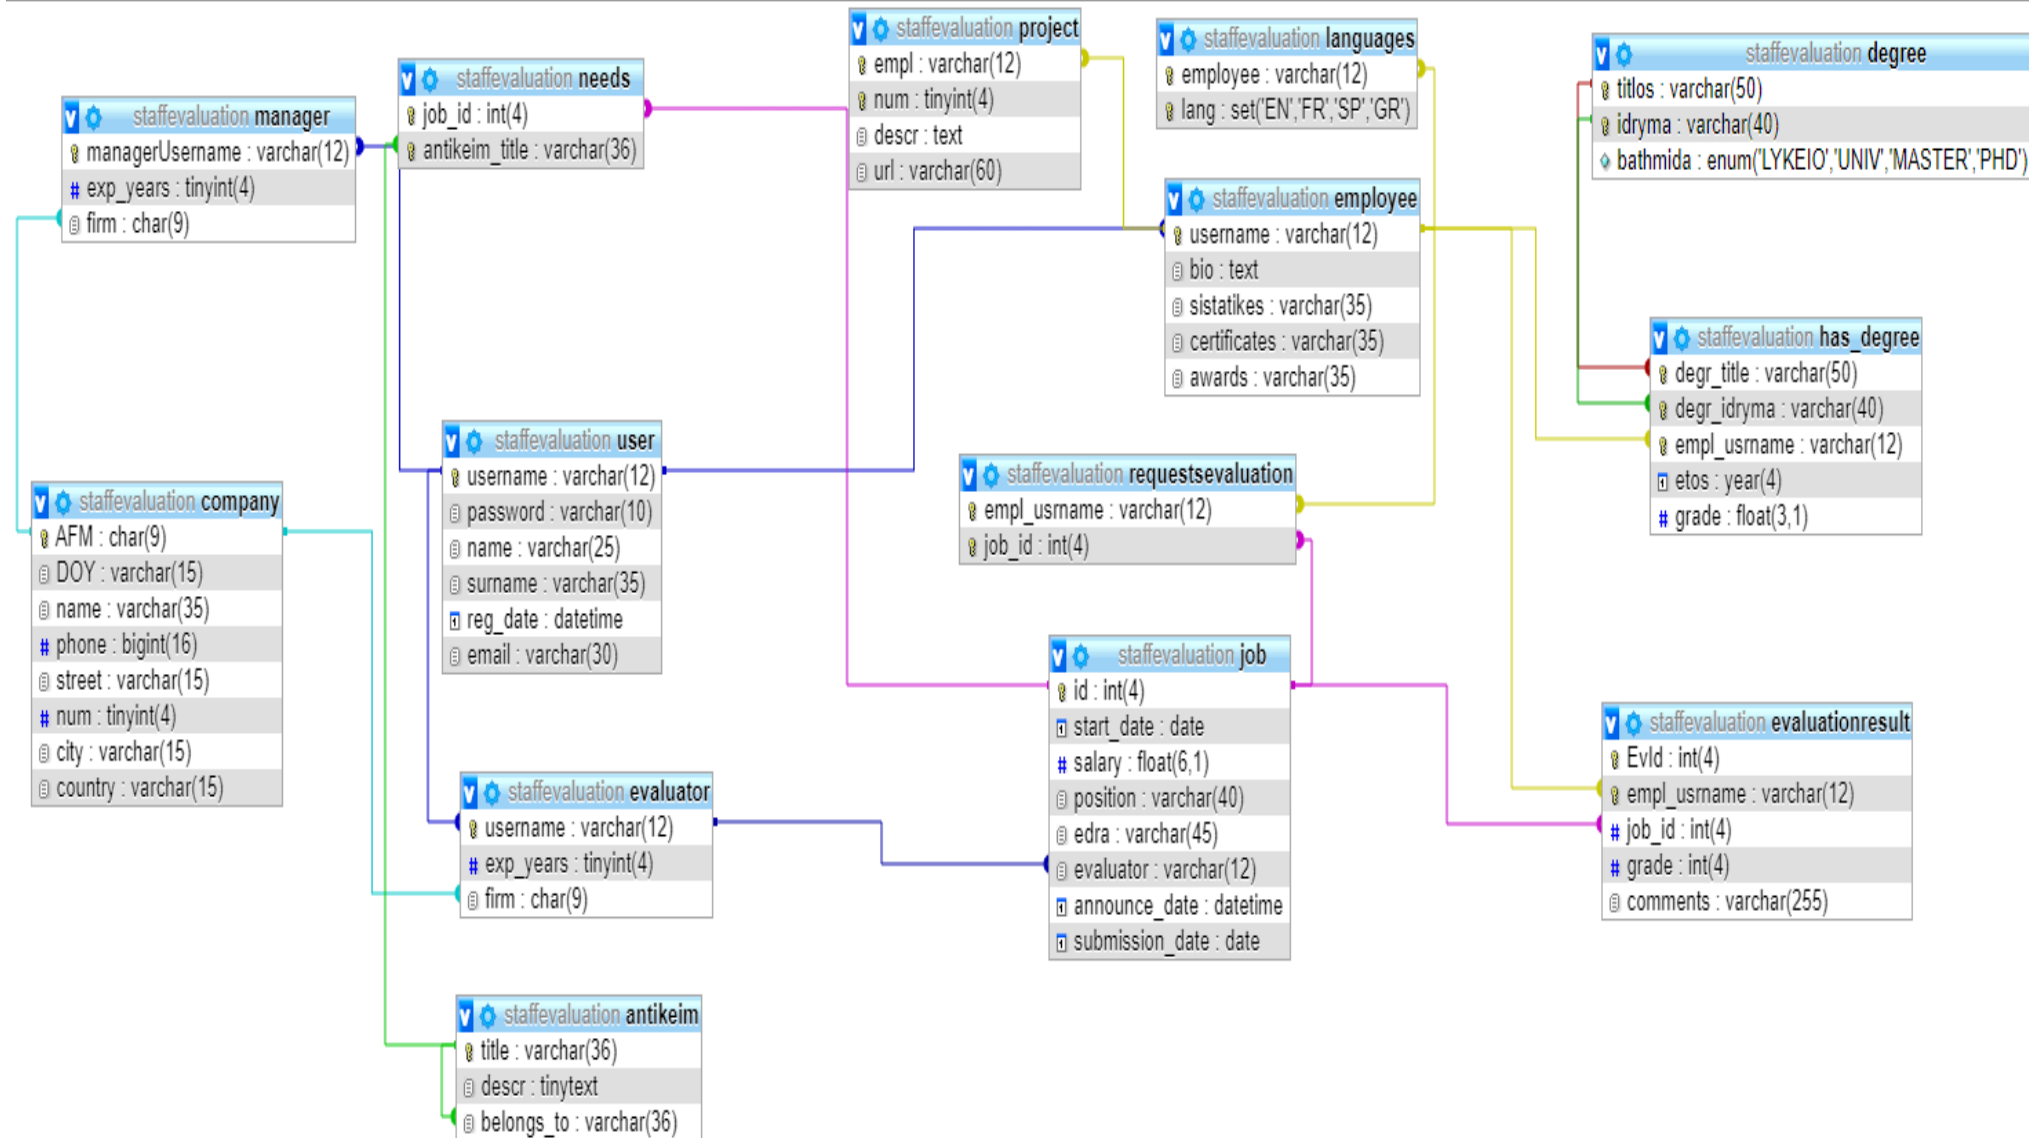 staffevaluation manager
managerUsername : varchar(12)
exp_years : tinyint(4)
firm : char(9)
staffevaluation needs
job_id : int(4)
antikeim_title : varchar(36)
staffevaluation project
empl : varchar(12)
num : tinyint(4)
descr : text
url : varchar(60)
staffevaluation languages
employee : varchar(12)
lang : set('EN','FR','SP','GR')
staffevaluation degree
titlos : varchar(50)
idryma : varchar(40)
bathmida : enum('LYKEIO','UNIV','MASTER','PHD')
staffevaluation employee
username : varchar(12)
bio : text
sistatikes : varchar(35)
certificates : varchar(35)
awards : varchar(35)
staffevaluation has_degree
degr_title : varchar(50)
degr_idryma : varchar(40)
empl_usrname : varchar(12)
etos : year(4)
grade : float(3,1)
staffevaluation user
username : varchar(12)
password : varchar(10)
name : varchar(25)
surname : varchar(35)
reg_date : datetime
email : varchar(30)
staffevaluation requestsevaluation
empl_usrname : varchar(12)
job_id : int(4)
staffevaluation company
AFM : char(9)
DOY : varchar(15)
name : varchar(35)
phone : bigint(16)
street : varchar(15)
num : tinyint(4)
city : varchar(15)
country : varchar(15)
staffevaluation job
id : int(4)
start_date : date
salary : float(6,1)
position : varchar(40)
edra : varchar(45)
evaluator : varchar(12)
announce_date : datetime
submission_date : date
staffevaluation evaluationresult
EvId : int(4)
empl_usrname : varchar(12)
job_id : int(4)
grade : int(4)
comments : varchar(255)
staffevaluation evaluator
username : varchar(12)
exp_years : tinyint(4)
firm : char(9)
staffevaluation antikeim
title : varchar(36)
descr : tinytext
belongs_to : varchar(36)